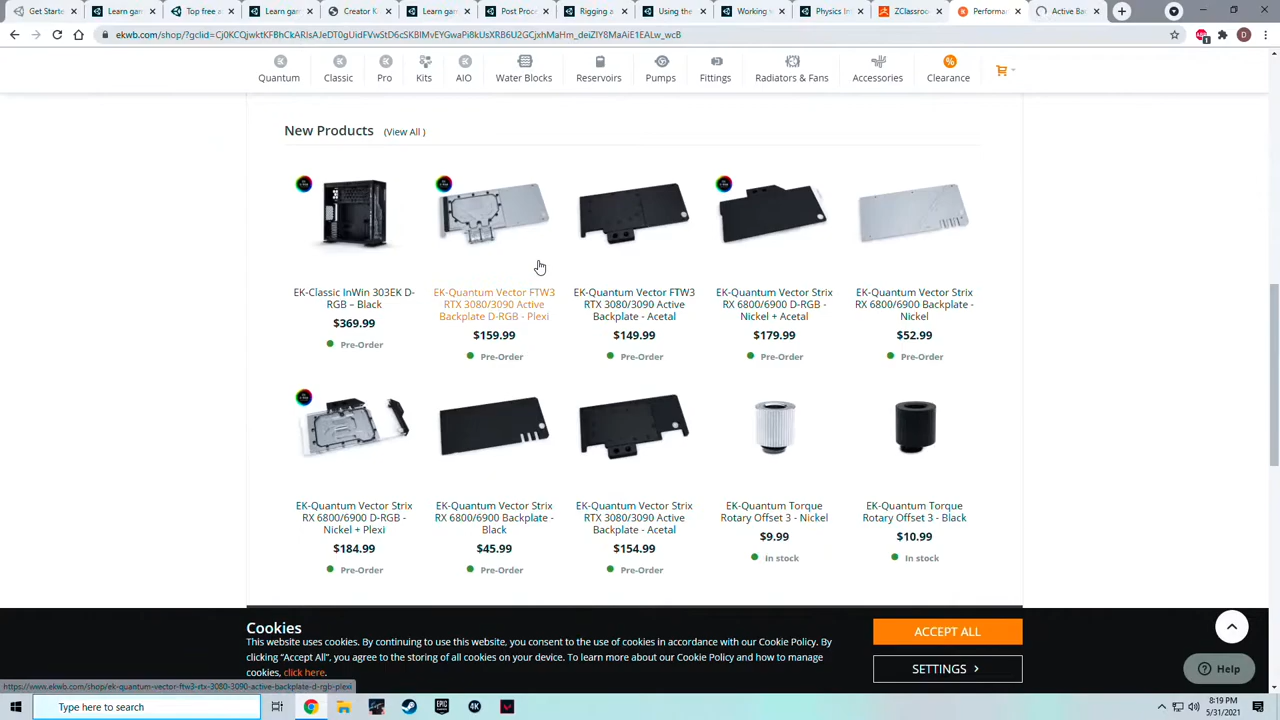 Get Starte
Learn gam
Top free a
Learn gam
Creator K
Learn gam
Post Proc
Rigging a
Using the
Working w
Physics Im
ZClassroo
Performa
Active Ba
ekwb.com/shop/?gclid=Cj0KCQjwktKFBhCkARIsAJeDT0gUidFVwStD6cSKBIMvEYGwaPi8kUsXRB6U2GCjxhMaHm_deiZlY8MaAiE1EALw_wcB
Quantum
Classic
Pro
Kits
AIO
Water Blocks
Reservoirs
Pumps
Fittings
Radiators & Fans
Accessories
Clearance
New Products (View All )
EK-Classic InWin 303EK D-
RGB – Black
$369.99
Pre-Order
EK-Quantum Vector FTW3
RTX 3080/3090 Active
Backplate D-RGB - Plexi
$159.99
Pre-Order
EK-Quantum Vector FTW3
RTX 3080/3090 Active
Backplate - Acetal
$149.99
Pre-Order
EK-Quantum Vector Strix
RX 6800/6900 D-RGB -
Nickel + Acetal
$179.99
Pre-Order
EK-Quantum Vector Strix
RX 6800/6900 Backplate -
Nickel
$52.99
Pre-Order
EK-Quantum Vector Strix
RX 6800/6900 D-RGB -
Nickel + Plexi
$184.99
Pre-Order
EK-Quantum Vector Strix
RX 6800/6900 Backplate -
Black
$45.99
Pre-Order
EK-Quantum Vector Strix
RTX 3080/3090 Active
Backplate - Acetal
$154.99
Pre-Order
EK-Quantum Torque
Rotary Offset 3 - Nickel
$9.99
In stock
EK-Quantum Torque
Rotary Offset 3 - Black
$10.99
In stock
Cookies
This website uses cookies. By continuing to use this website, you consent to the use of cookies in accordance with our Cookie Policy. By
clicking “Accept All”, you agree to the storing of all cookies on your device. To learn more about our Cookie Policy and how to manage
cookies, click here.
ACCEPT ALL
SETTINGS
Help
https://www.ekwb.com/shop/ek-quantum-vector-ftw3-rtx-3080-3090-active-backplate-d-rgb-plexi
Type here to search
EPIC
4K
8:19 PM
5/31/2021